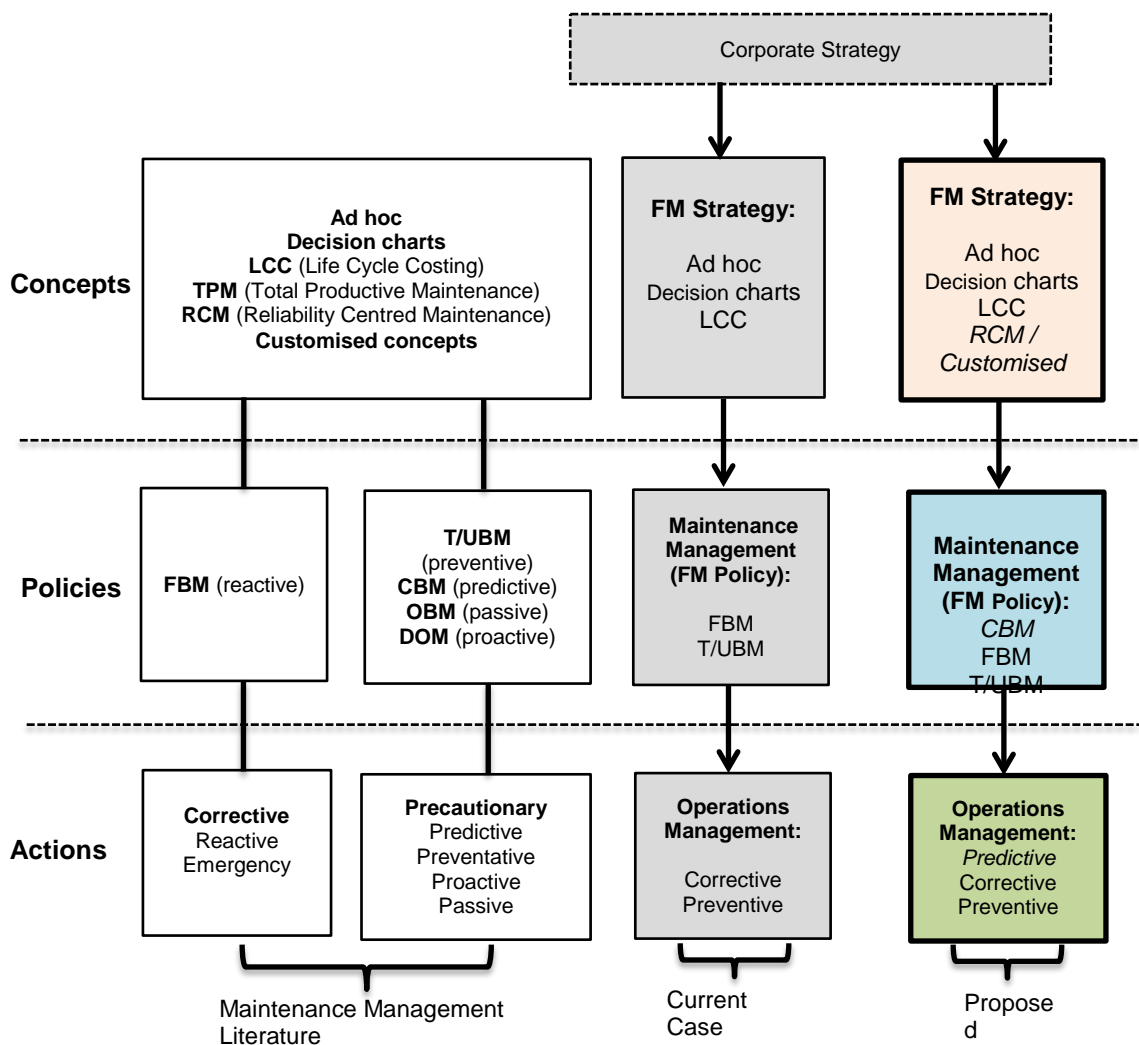 Corporate Strategy
Concepts
Ad hoc
Decision charts
LCC (Life Cycle Costing)
TPM (Total Productive Maintenance)
RCM (Reliability Centred Maintenance)
Customised concepts
FM Strategy:
Ad hoc
Decision charts
LCC
FM Strategy:
Ad hoc
Decision charts
LCC
RCM /
Customised
Policies
FBM (reactive)
T/UBM
(preventive)
CBM (predictive)
OBM (passive)
DOM (proactive)
Maintenance
Management
(FM Policy):
FBM
T/UBM
Maintenance
Management
(FM Policy):
CBM
FBM
T/UBM
Actions
Corrective
Reactive
Emergency
Precautionary
Predictive
Preventative
Proactive
Passive
Operations
Management:
Corrective
Preventive
Operations
Management:
Predictive
Corrective
Preventive
Maintenance Management
Literature
Current
Case
Propose
d